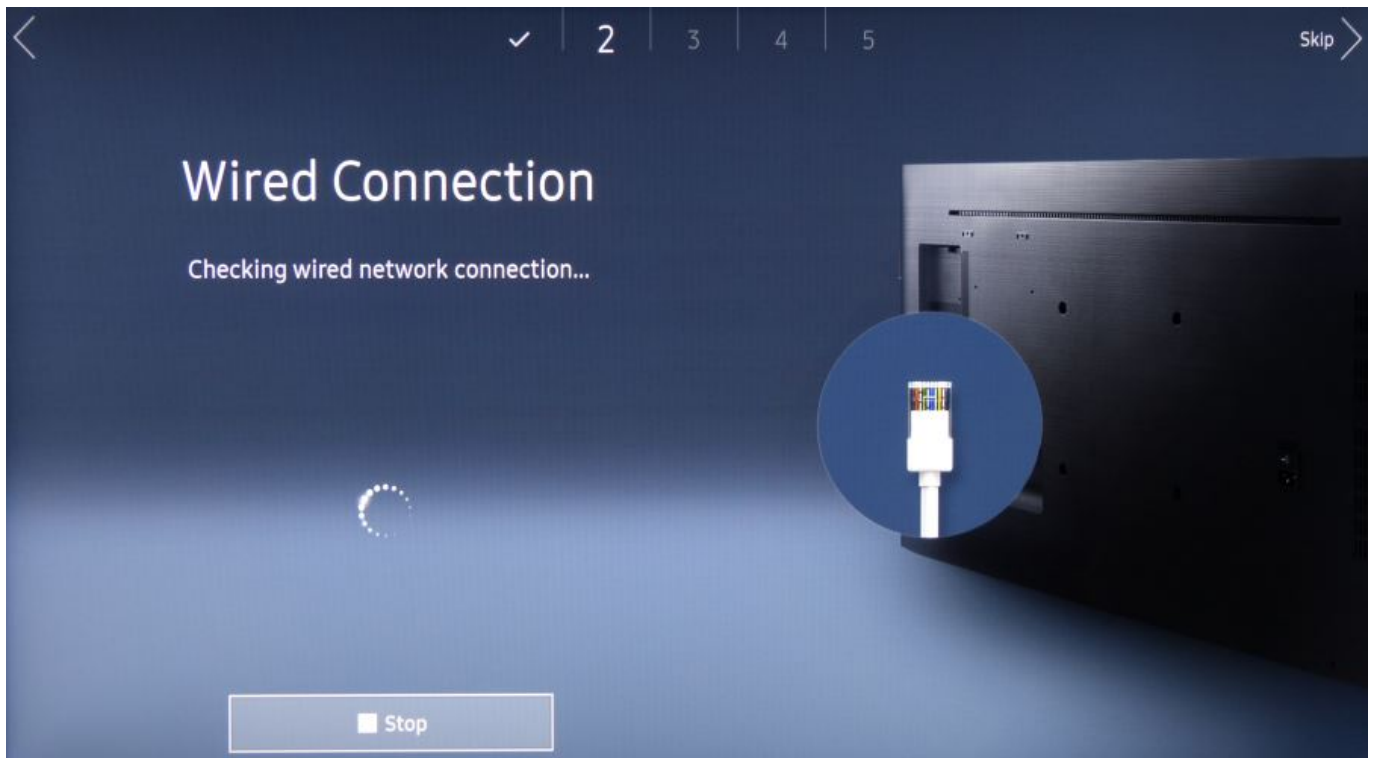 ✓ 2 3 4 5
Skip
Wired Connection
Checking wired network connection...
Stop